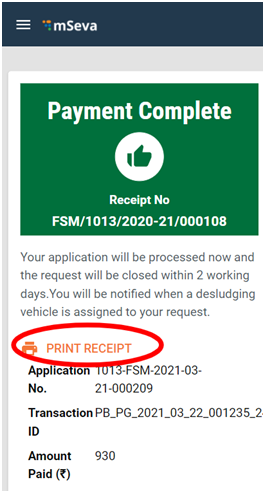 mSeva
Payment Complete
Receipt No
FSM/1013/2020-21/000108
Your application will be processed now and
the request will be closed within 2 working
days.You will be notified when a desludging
vehicle is assigned to your request.
PRINT RECEIPT
Application 1013-FSM-2021-03-
No. 21-000209
Transaction PB_PG_2021_03_22_001235_2
ID
Amount 930
Paid (₹)